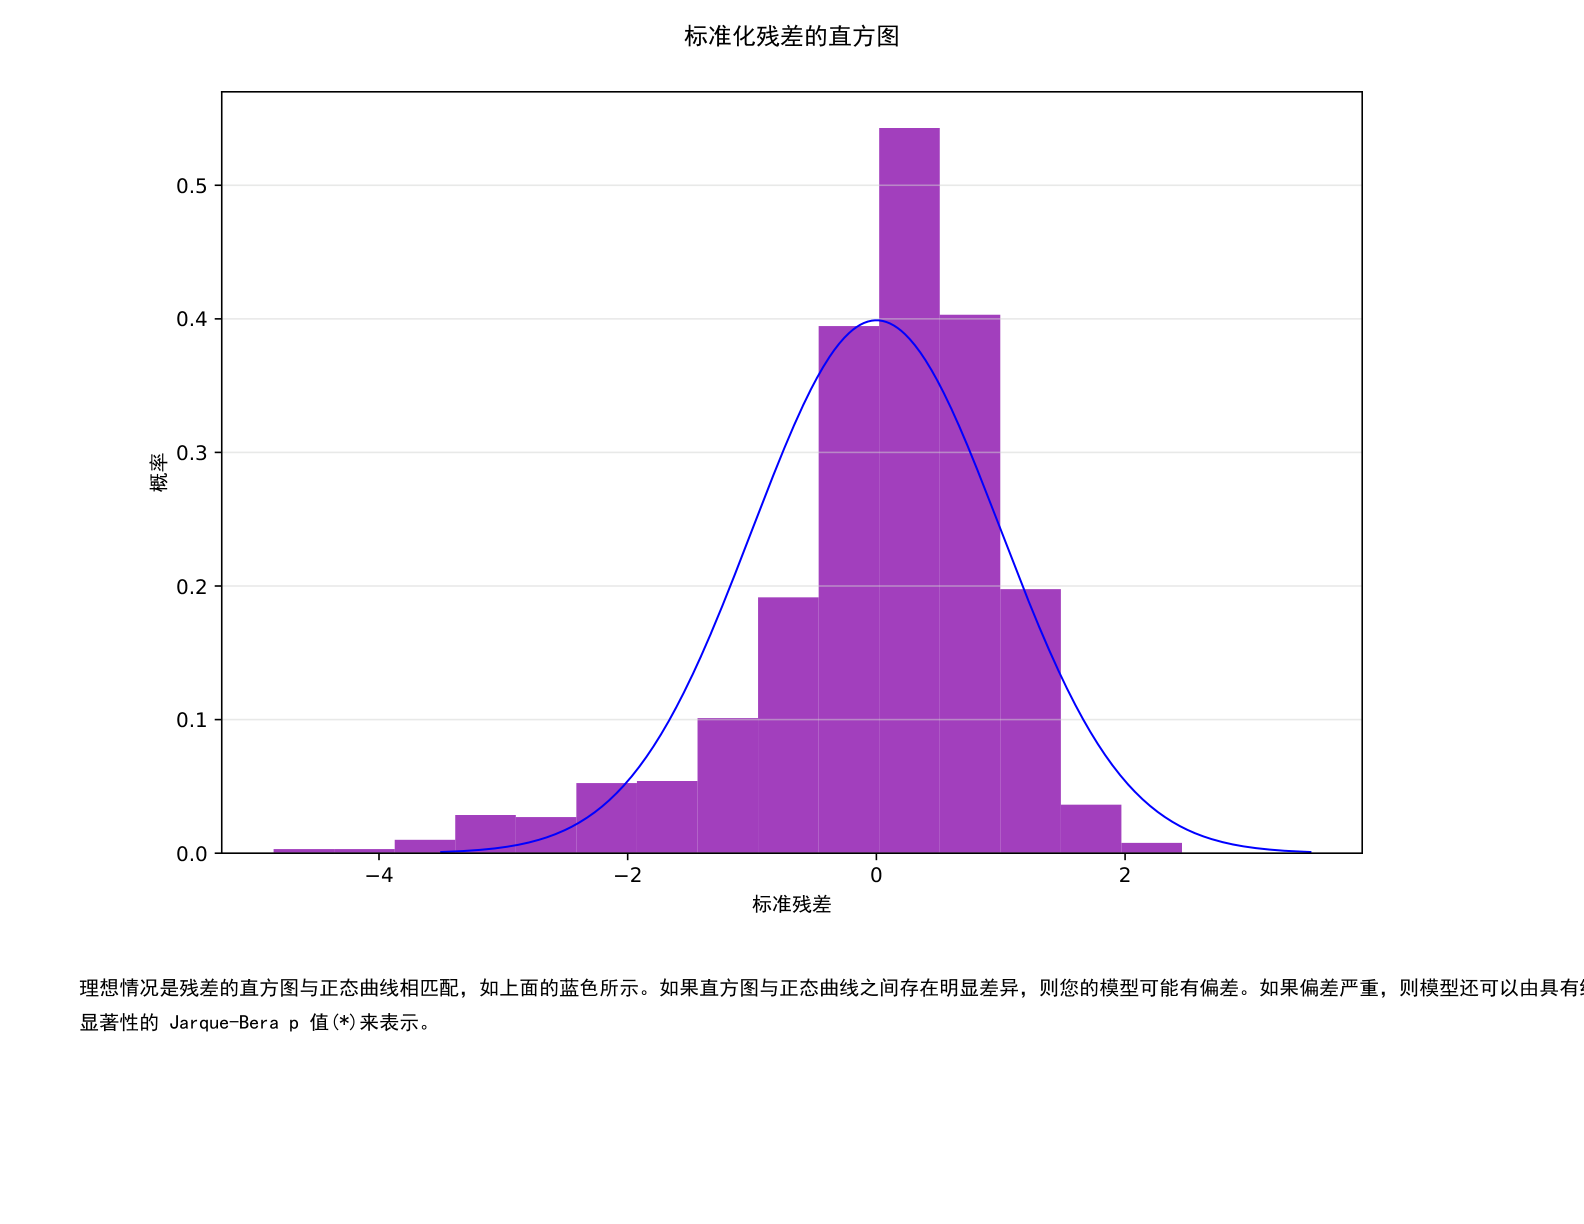 标准化残差的直方图
0.5
0.4
0.3
0.2
0.1
0.0
概率
−4 −2 0 2
标准残差
理想情况是残差的直方图与正态曲线相匹配，如上面的蓝色所示。如果直方图与正态曲线之间存在明显差异，则您的模型可能有偏差。如果偏差严重，则模型还可以由具有
显著性的 Jarque-Bera p 值(*)来表示。